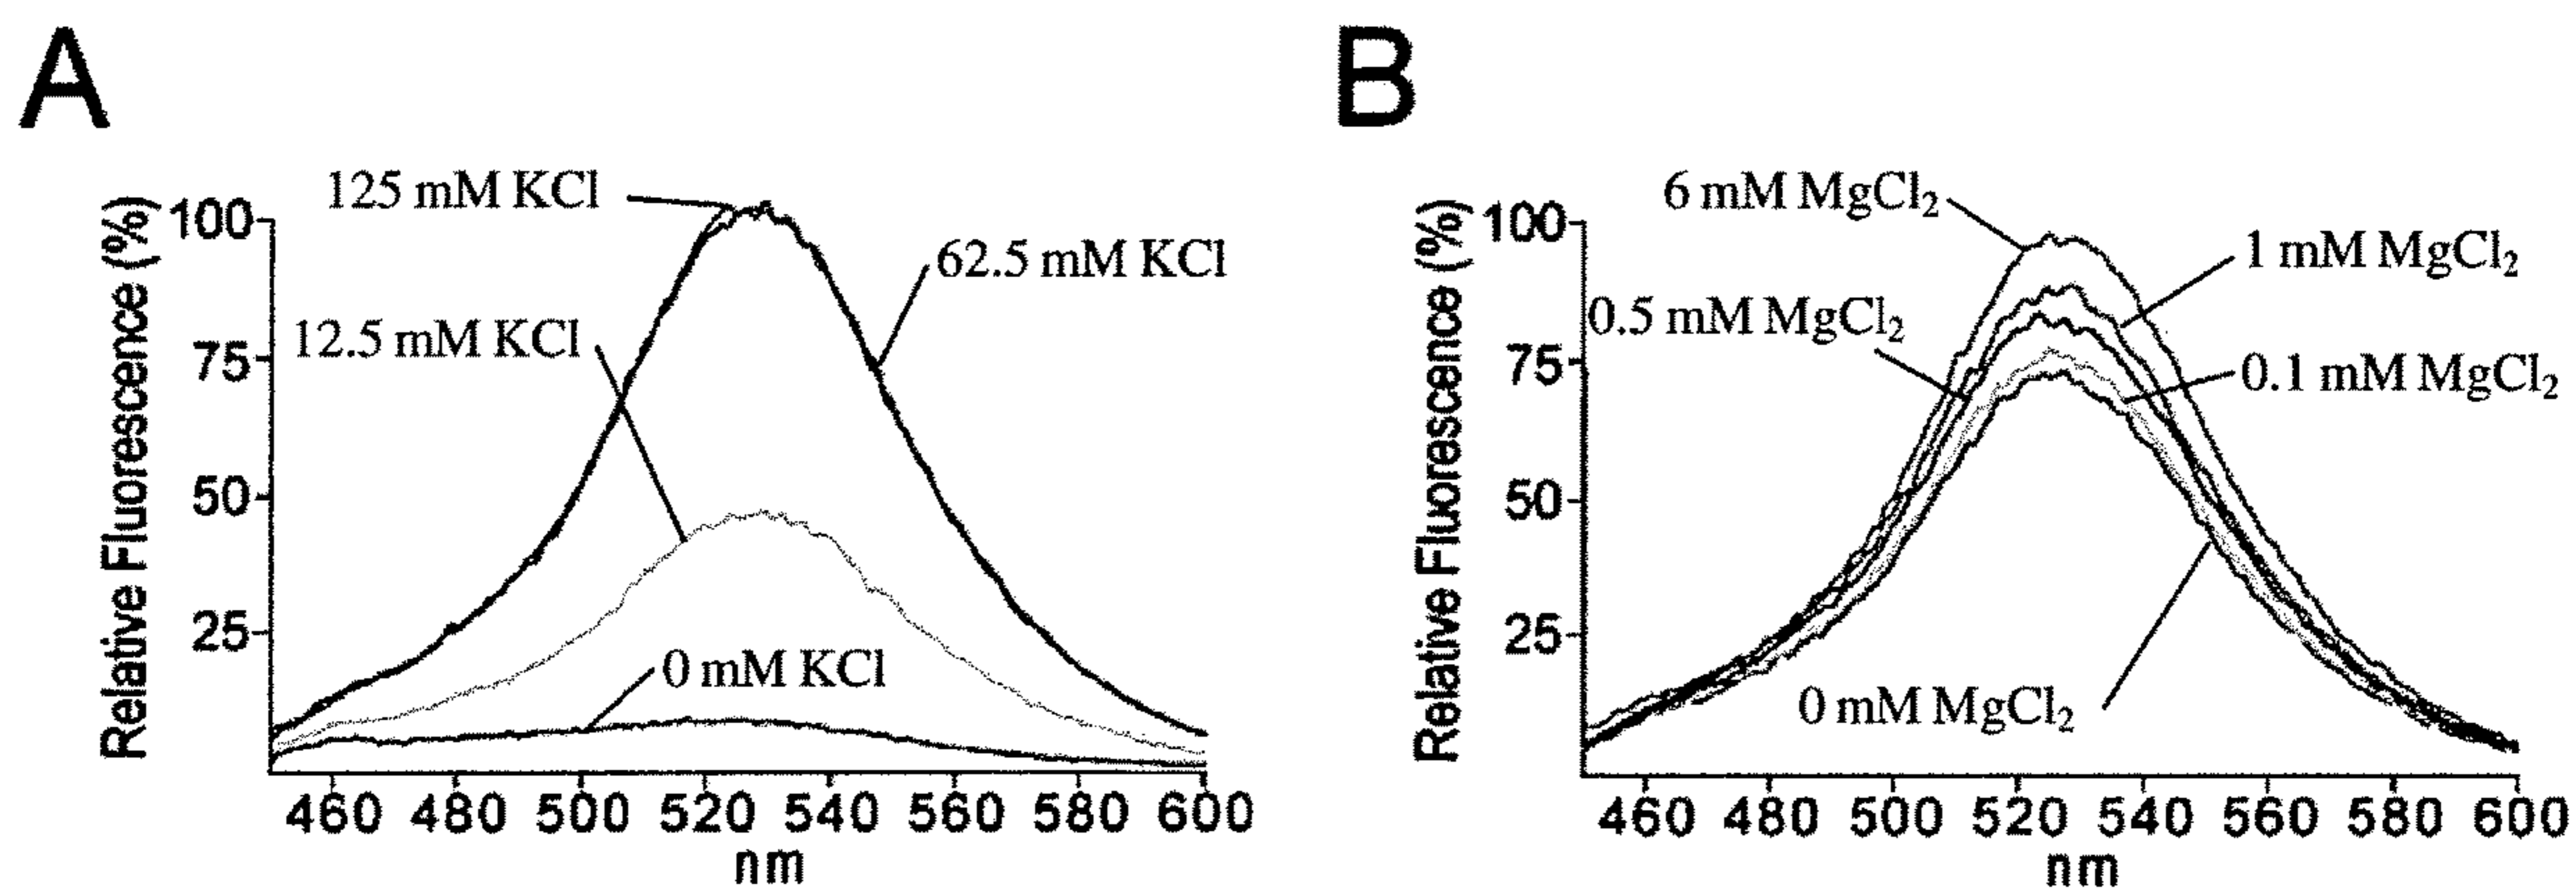 A
Relative Fluorescence (%)
100
75
50
25
125 mM KCl
62.5 mM KCl
12.5 mM KCl
0 mM KCl
460 480 500 520 540 560 580 600
nm
B
Relative Fluorescence (%)
100
75
50
25
6 mM MgCl₂
1 mM MgCl₂
0.5 mM MgCl₂
0.1 mM MgCl₂
0 mM MgCl₂
460 480 500 520 540 560 580 600
nm